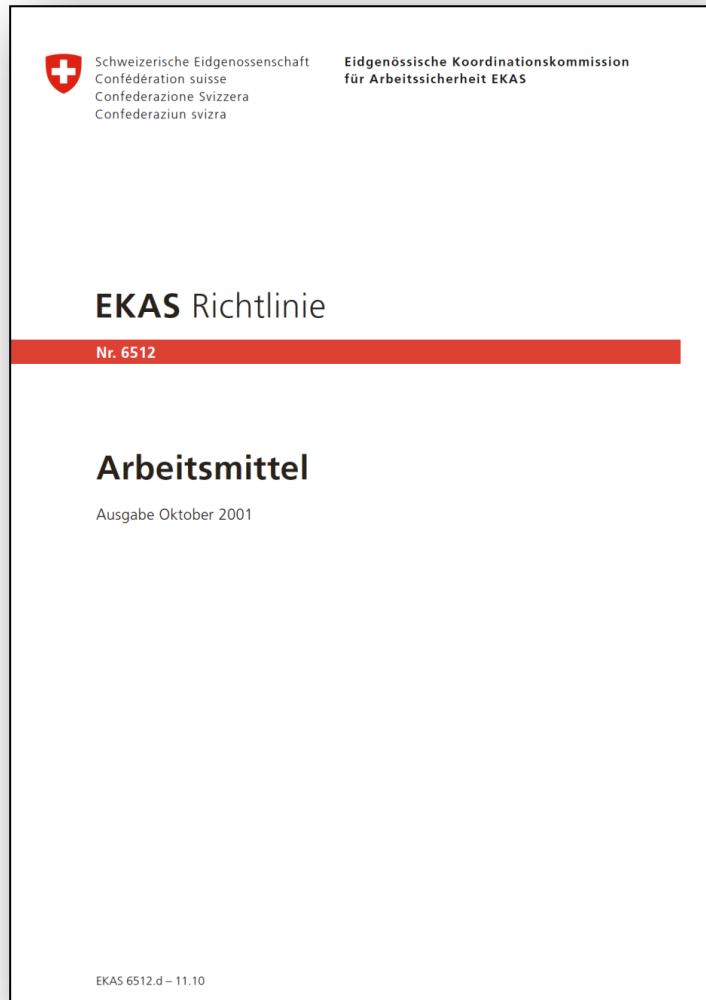 Schweizerische Eidgenossenschaft
Confédération suisse
Confederazione Svizzera
Confederaziun svizra
Eidgenössische Koordinationskommission
für Arbeitssicherheit EKAS
EKAS Richtlinie
Nr. 6512
Arbeitsmittel
Ausgabe Oktober 2001
EKAS 6512.d – 11.10